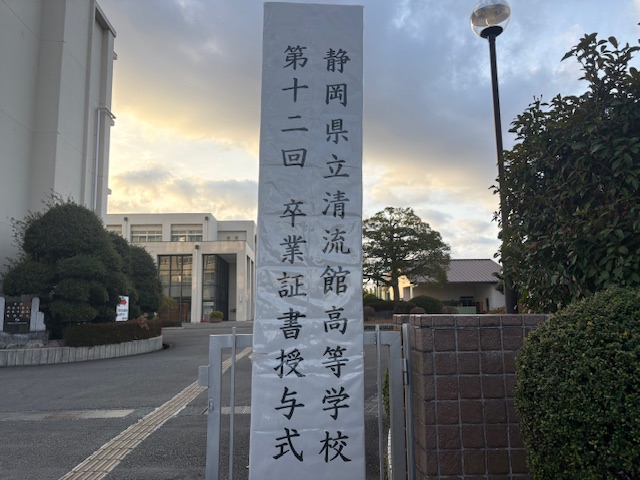 静岡県立清流館高等学校
第十二回 卒業証書授与式